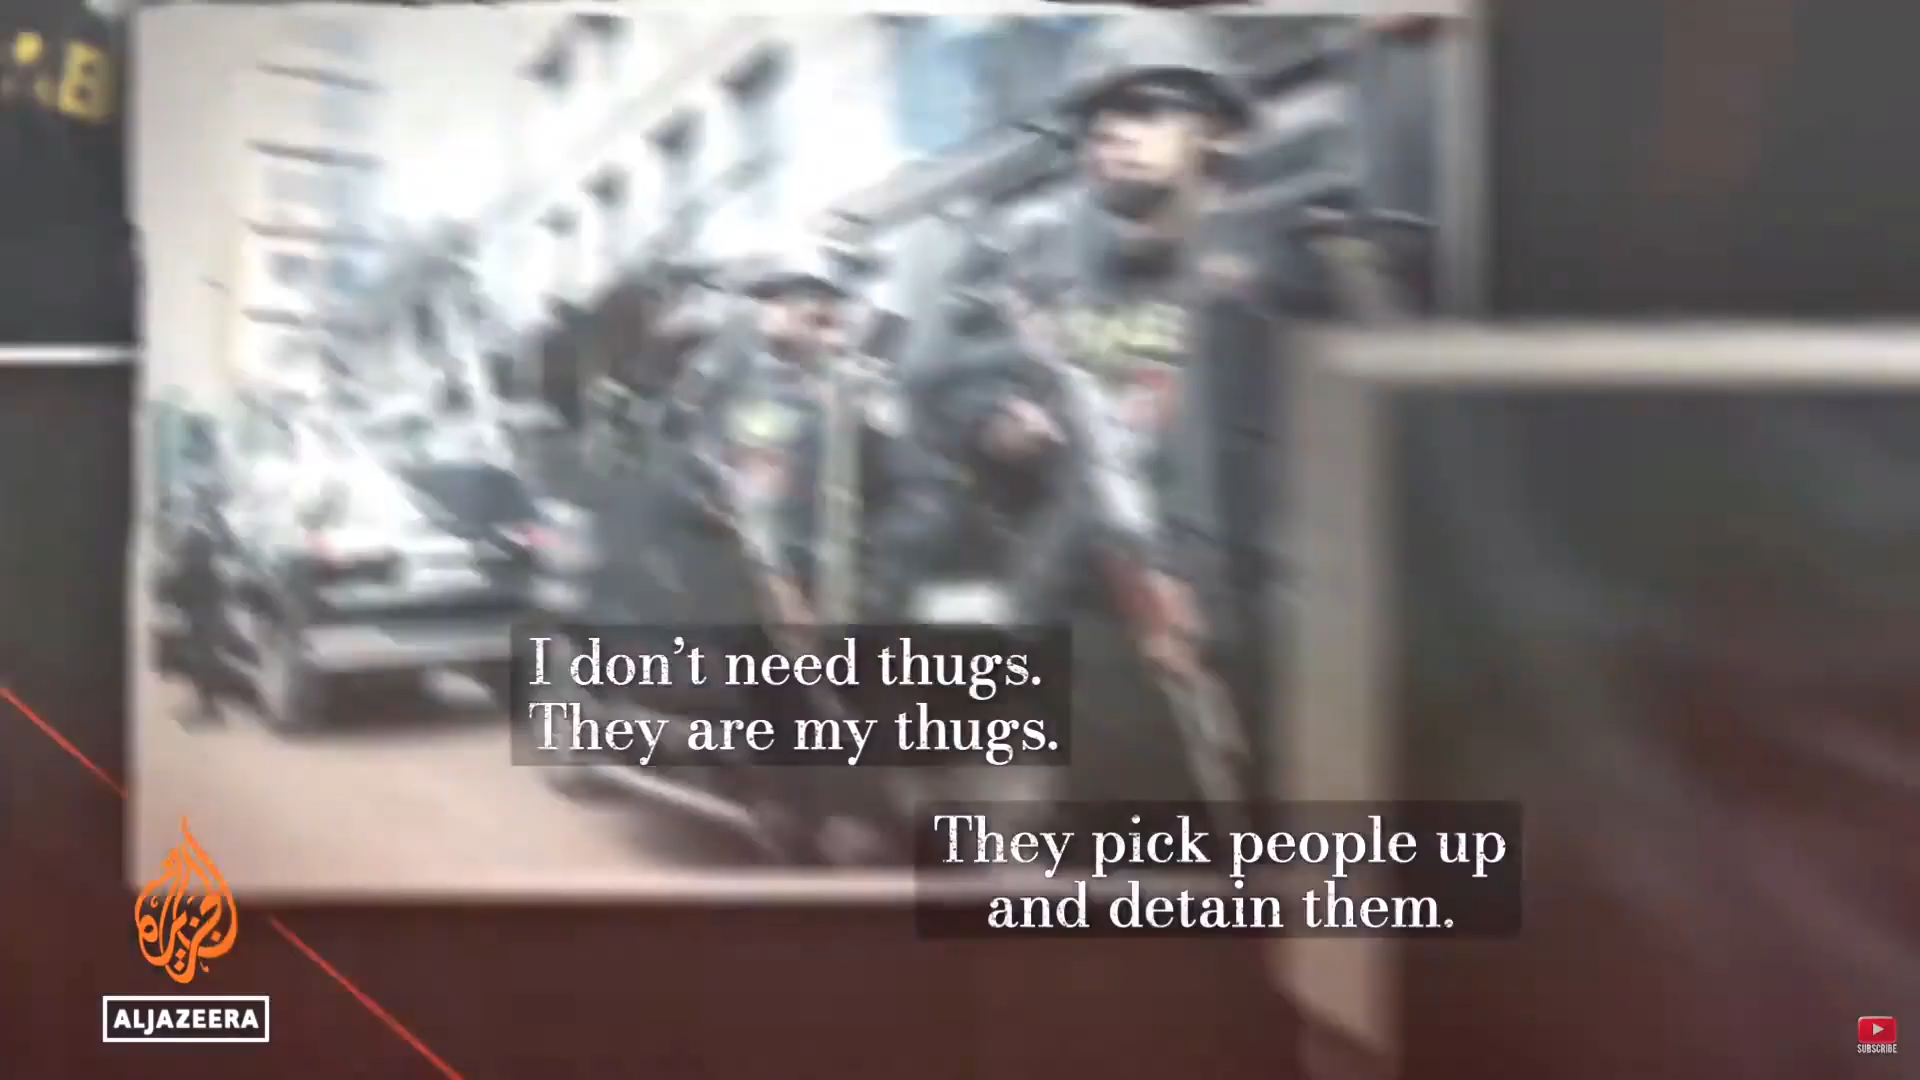 I don't need thugs.
They are my thugs.
They pick people up
and detain them.
ALJAZEERA
SUBSCRIBE